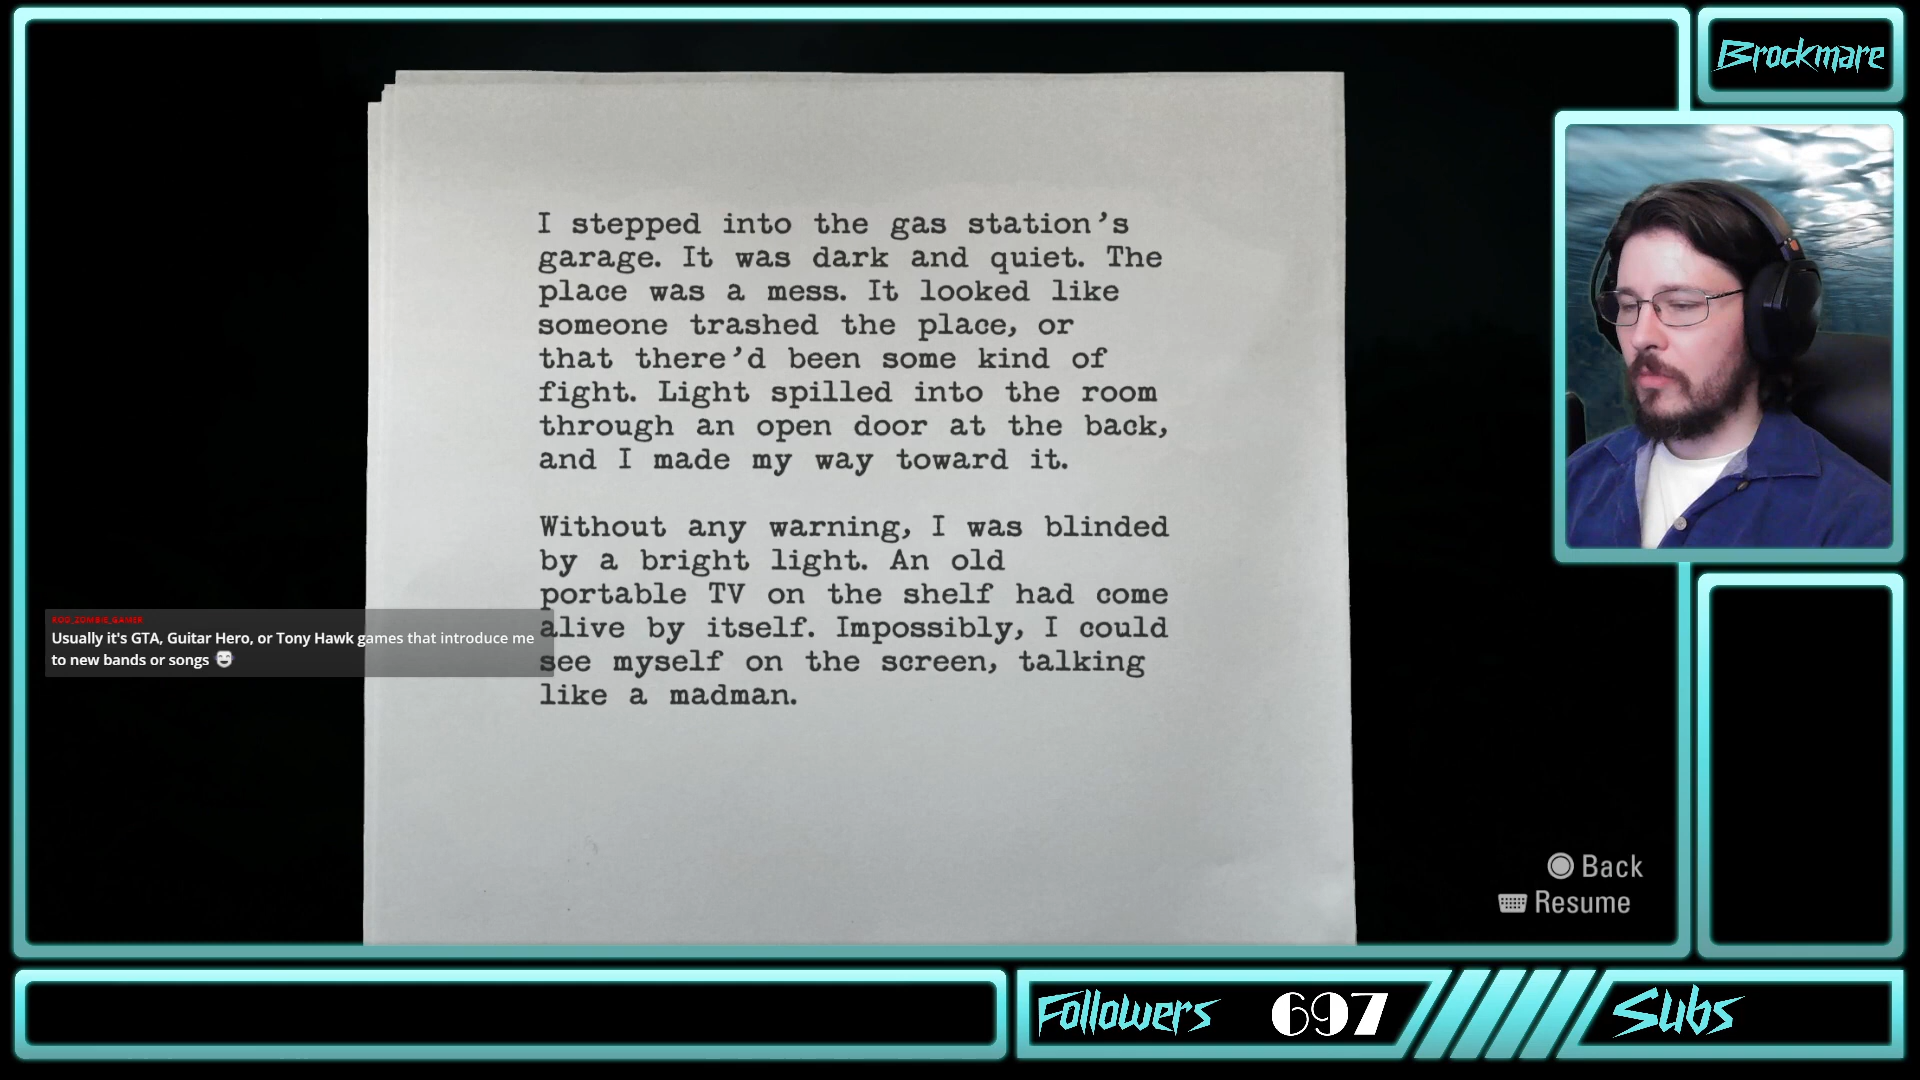 Brockmare
I stepped into the gas station’s
garage. It was dark and quiet. The
place was a mess. It looked like
someone trashed the place, or
that there’d been some kind of
fight. Light spilled into the room
through an open door at the back,
and I made my way toward it.
Without any warning, I was blinded
by a bright light. An old
portable TV on the shelf had come
alive by itself. Impossibly, I could
see myself on the screen, talking
like a madman.
ROB_ZOMBIE_GAMER
Usually it's GTA, Guitar Hero, or Tony Hawk games that introduce me
to new bands or songs
Back
Resume
Followers 697
Subs